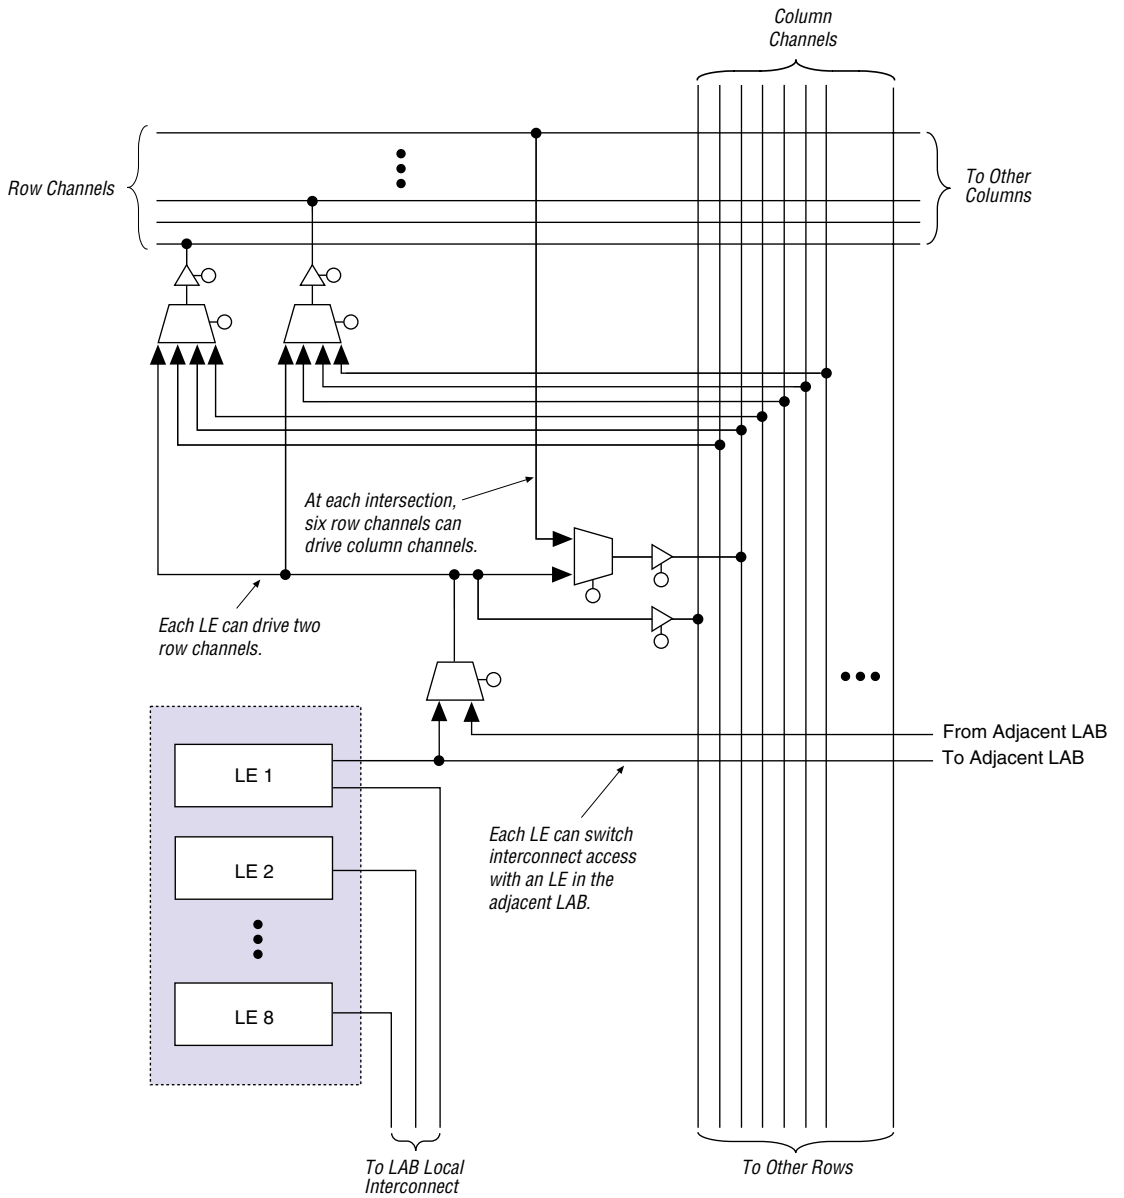 Column
Channels
Row Channels
To Other
Columns
At each intersection,
six row channels can
drive column channels.
Each LE can drive two
row channels.
From Adjacent LAB
To Adjacent LAB
LE 1
Each LE can switch
interconnect access
with an LE in the
adjacent LAB.
LE 2
LE 8
To LAB Local
Interconnect
To Other Rows